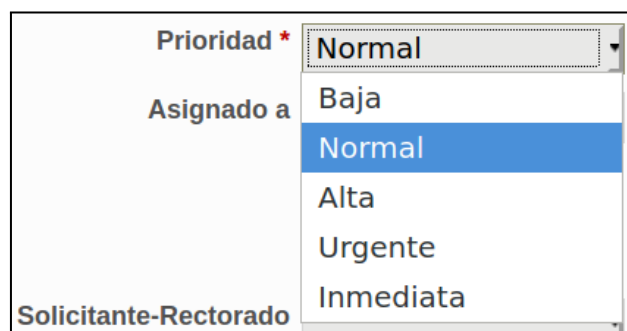 Prioridad * Normal
Baja
Asignado a
Normal
Alta
Urgente
Inmediata
Solicitante-Rectorado